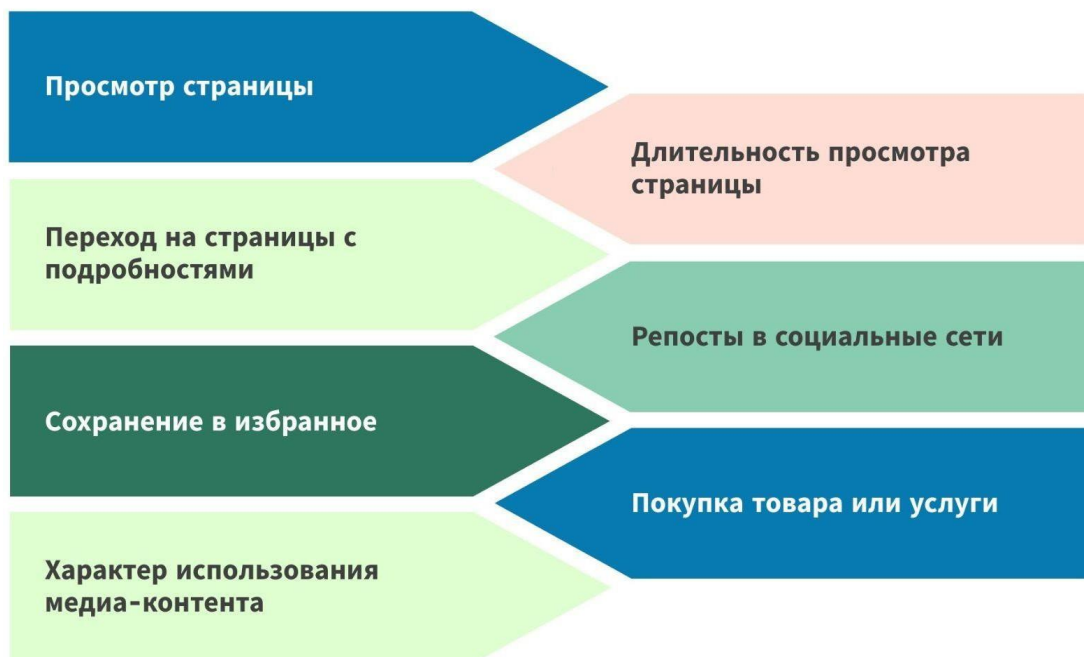 Просмотр страницы
Длительность просмотра
страницы
Переход на страницы с
подробностями
Репосты в социальные сети
Сохранение в избранное
Покупка товара или услуги
Характер использования
медиа-контента